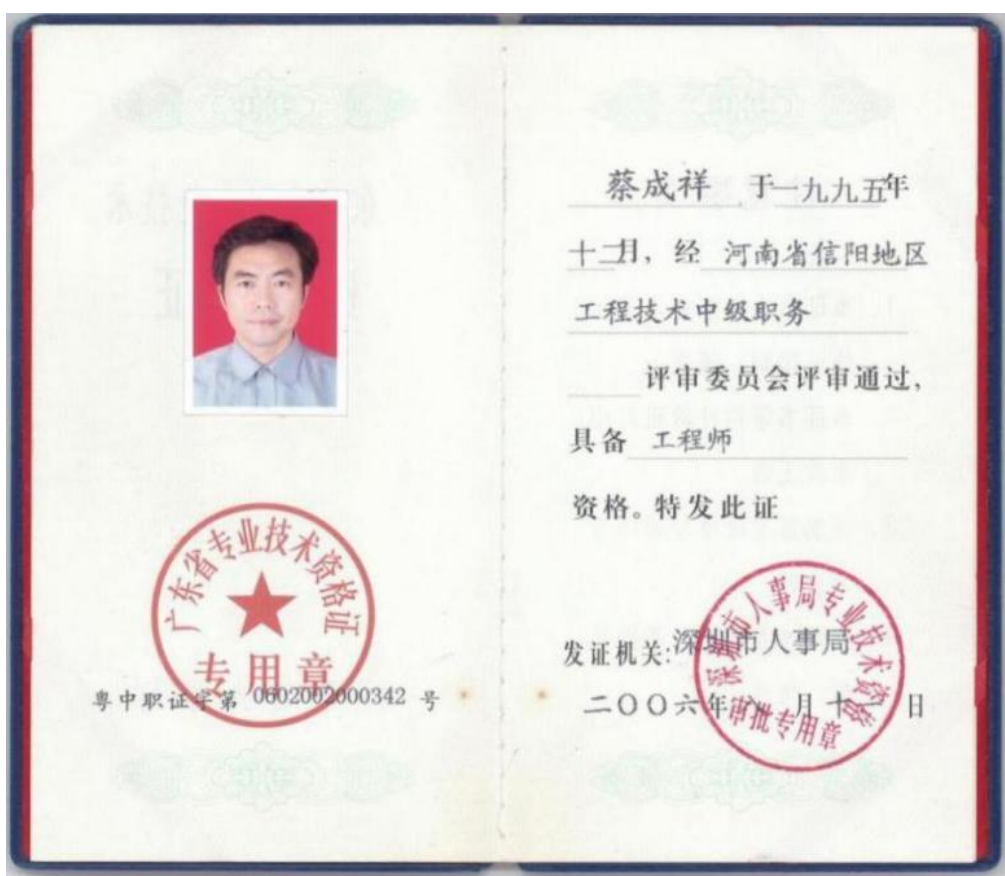 广东省专业技术资格证
专用章
粤中职证字第 0602002000342 号
蔡成祥 于一九九五年
十二月，经 河南省信阳地区
工程技术中级职务
评审委员会评审通过，
具备 工程师
资格。特发此证
深圳市人事局专业技术资格
审批专用章
发证机关:深圳市人事局
二〇〇六年 月十 日